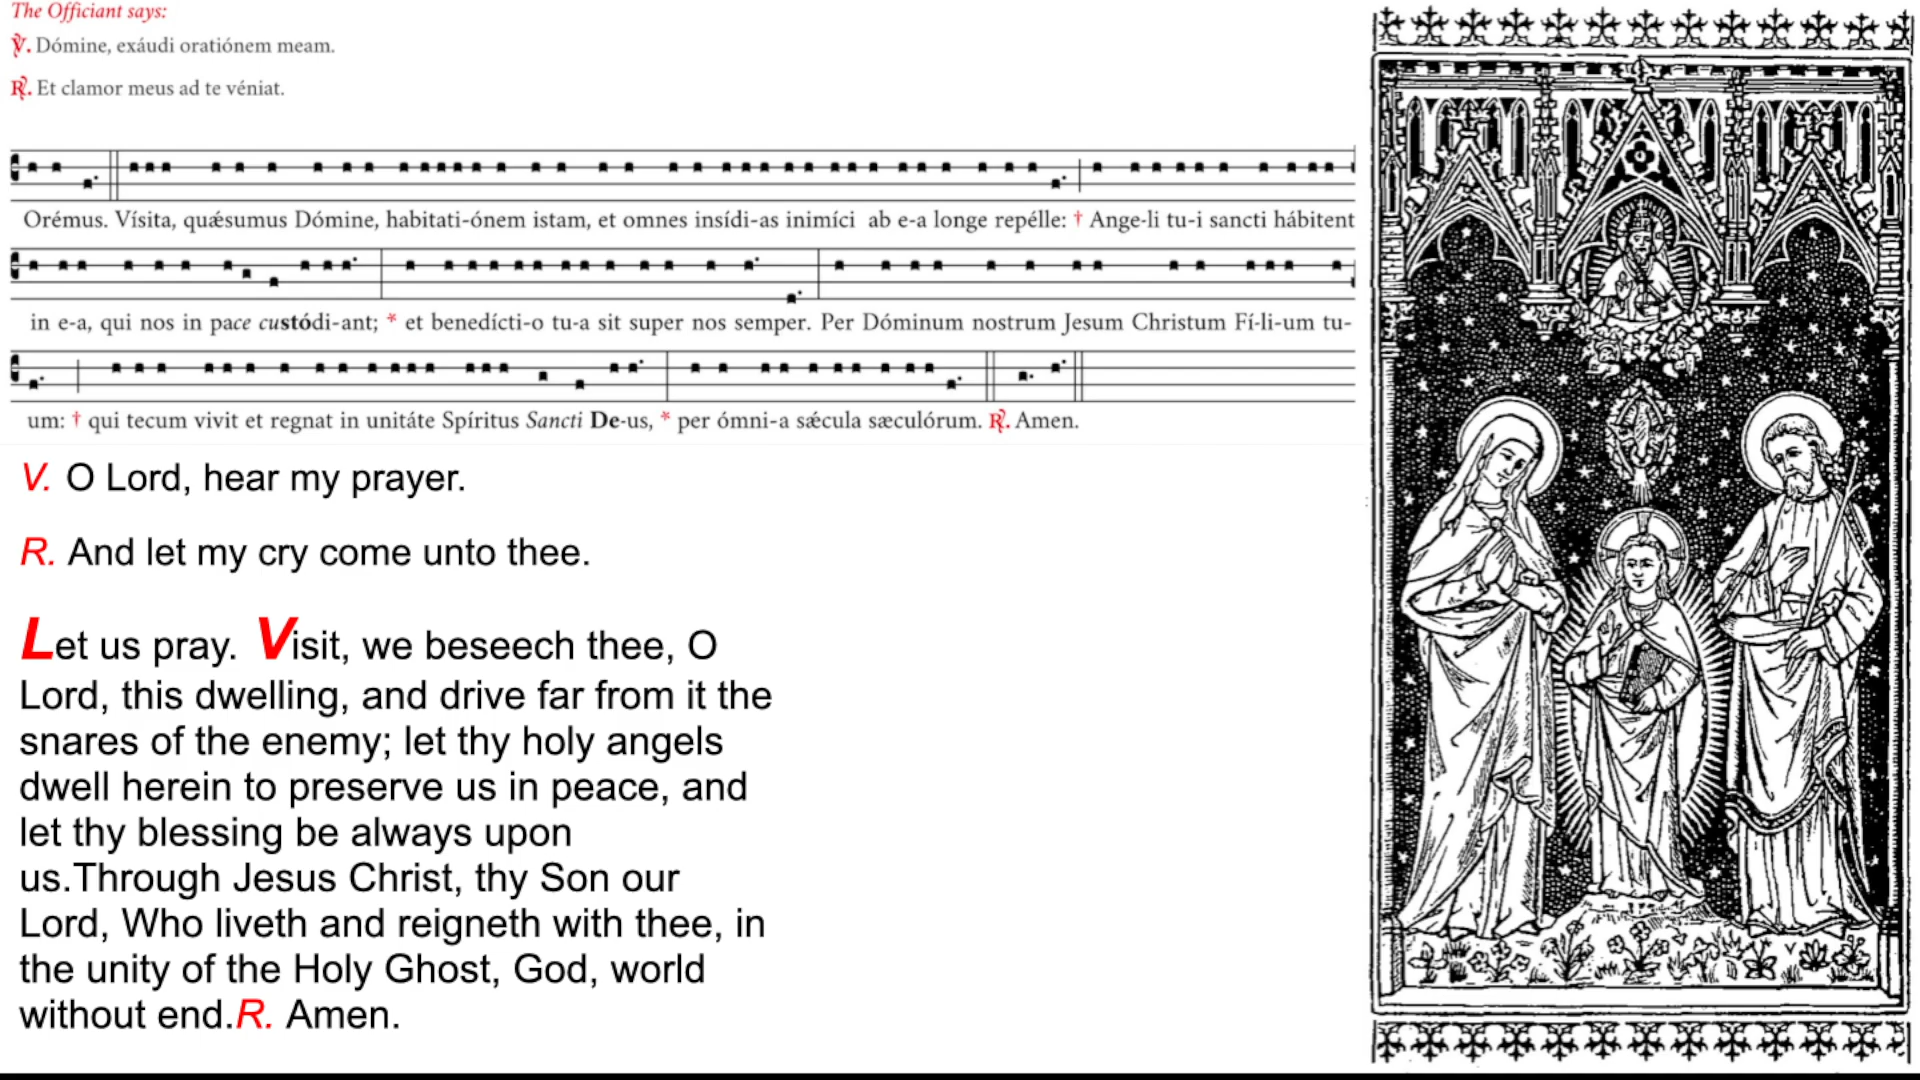 The Officiant says:
℣. Dómine, exáudi oratiónem meam.
℟. Et clamor meus ad te véniat.
Orémus. Vísita, quǽsumus Dómine, habitati-ónem istam, et omnes insídi-as inimíci ab e-a longe repélle: † Ange-li tu-i sancti hábitent
in e-a, qui nos in pace custódi-ant; * et benedícti-o tu-a sit super nos semper. Per Dóminum nostrum Jesum Christum Fí-li-um tu-
um: † qui tecum vivit et regnat in unitáte Spíritus Sancti De-us, * per ómni-a sǽcula sæculórum. ℟. Amen.
V. O Lord, hear my prayer.
R. And let my cry come unto thee.
Let us pray. Visit, we beseech thee, O
Lord, this dwelling, and drive far from it the
snares of the enemy; let thy holy angels
dwell herein to preserve us in peace, and
let thy blessing be always upon
us.Through Jesus Christ, thy Son our
Lord, Who liveth and reigneth with thee, in
the unity of the Holy Ghost, God, world
without end.R. Amen.